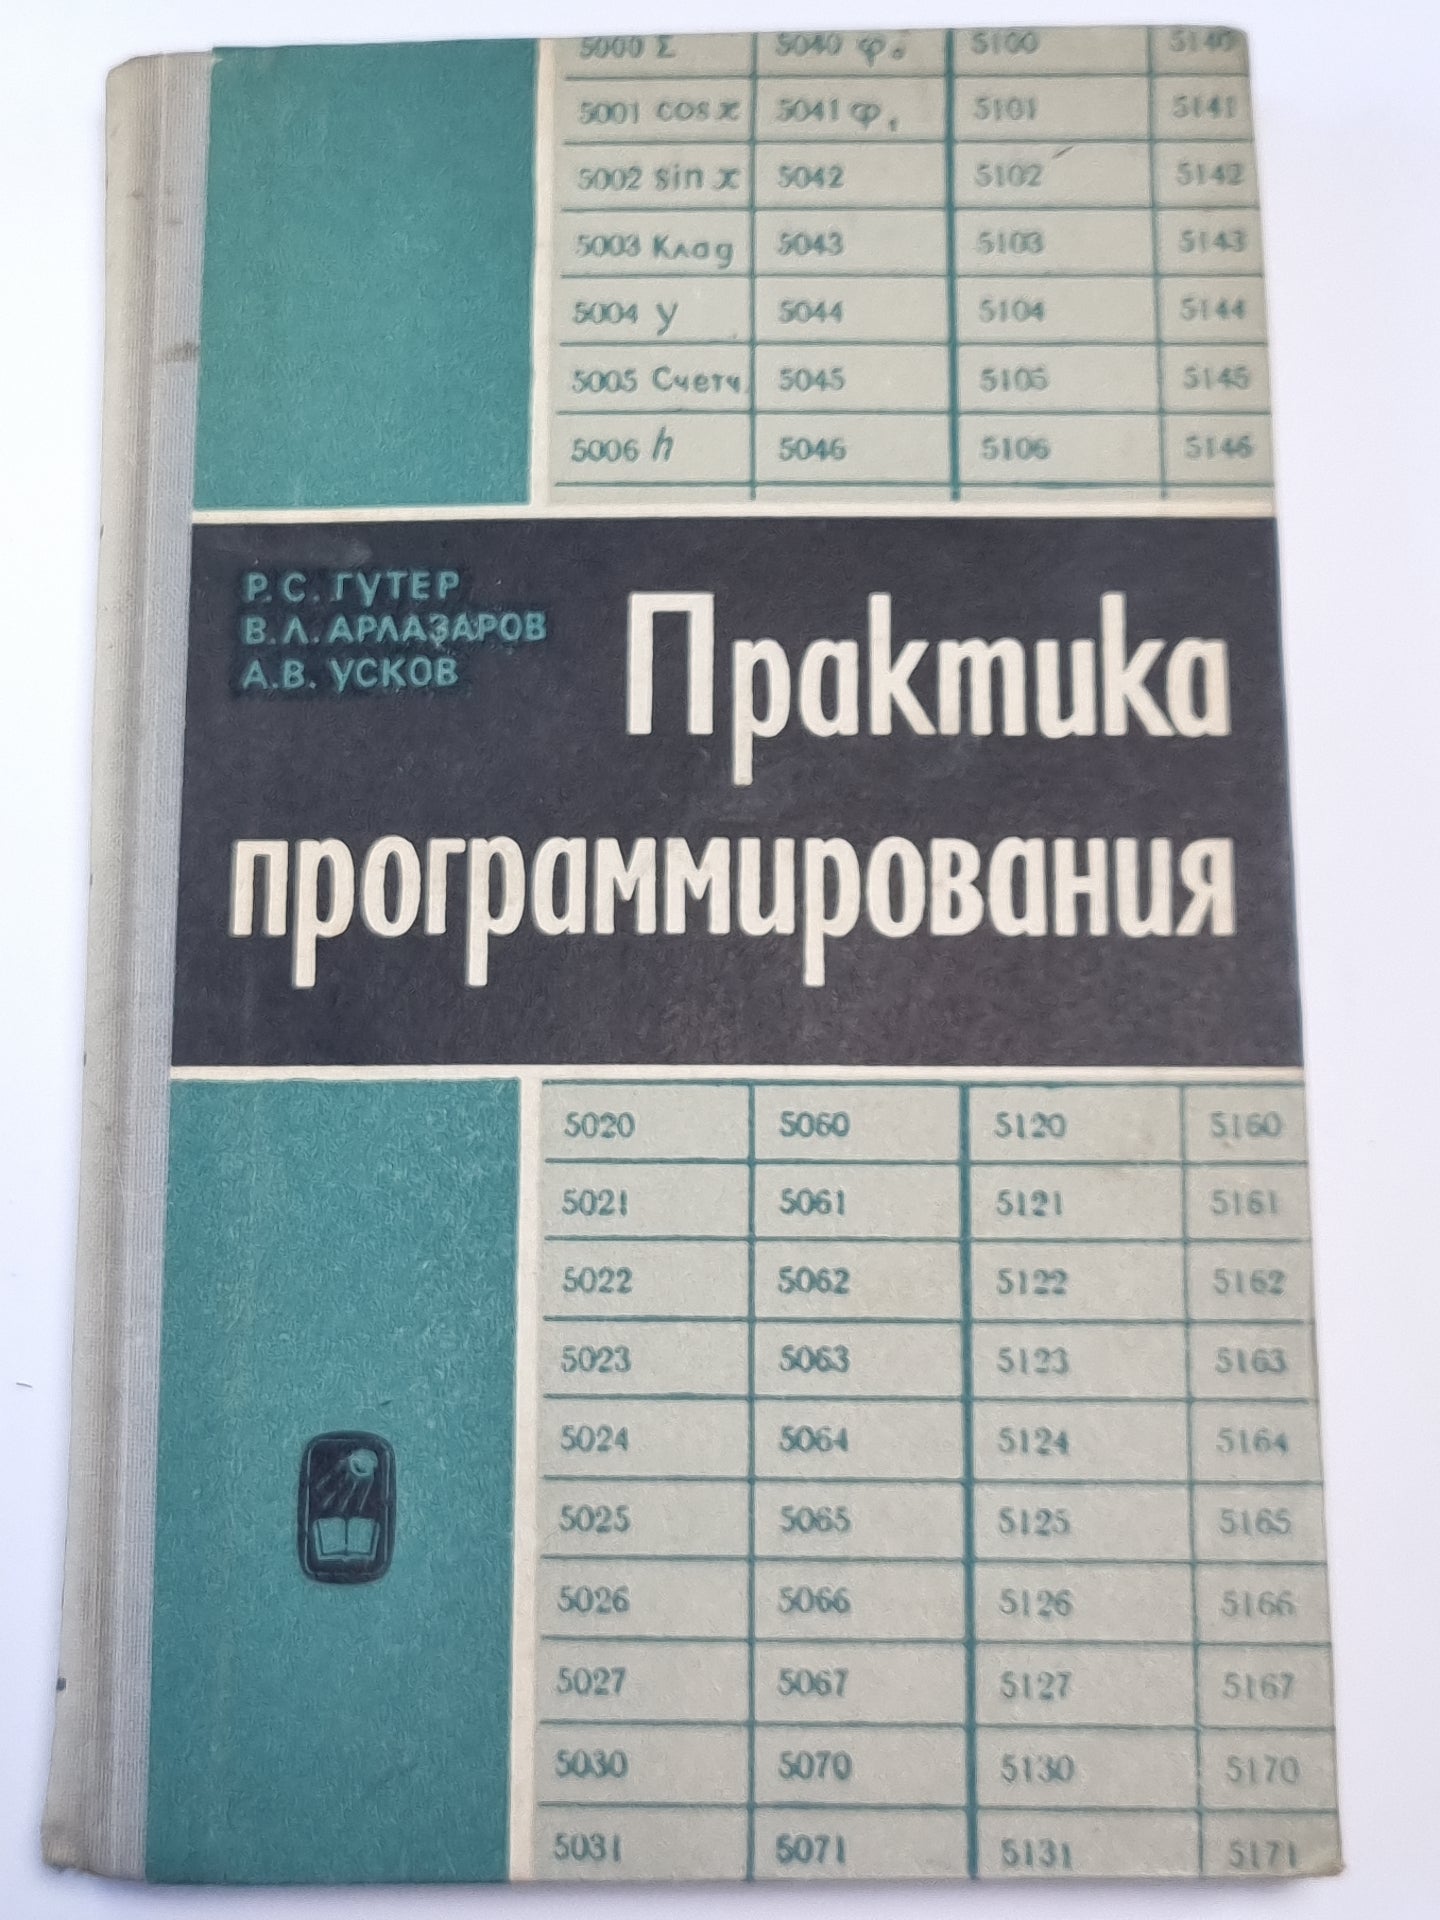 5000 Σ 5040 φ₀ 5100 5140
5001 cos x 5041 φ₁ 5101 5141
5002 sin x 5042 5102 5142
5003 Клад 5043 5103 5143
5004 y 5044 5104 5144
5005 Счетч 5045 5105 5145
5006 h 5046 5106 5146
Р. С. ГУТЕР
В. Л. АРЛАЗАРОВ
А. В. УСКОВ
Практика
программирования
5020 5060 5120 5160
5021 5061 5121 5161
5022 5062 5122 5162
5023 5063 5123 5163
5024 5064 5124 5164
5025 5065 5125 5165
5026 5066 5126 5166
5027 5067 5127 5167
5030 5070 5130 5170
5031 5071 5131 5171